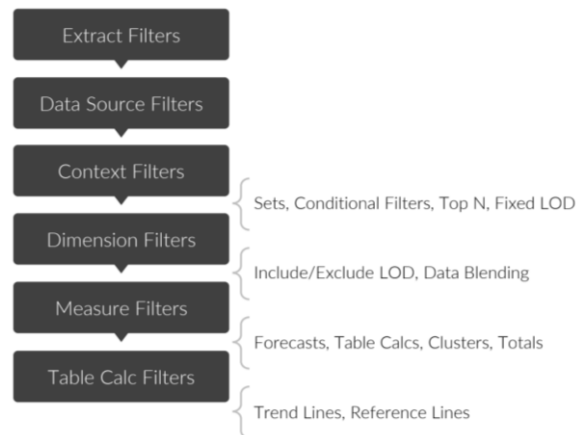 Extract Filters
Data Source Filters
Context Filters
Sets, Conditional Filters, Top N, Fixed LOD
Dimension Filters
Include/Exclude LOD, Data Blending
Measure Filters
Forecasts, Table Calcs, Clusters, Totals
Table Calc Filters
Trend Lines, Reference Lines